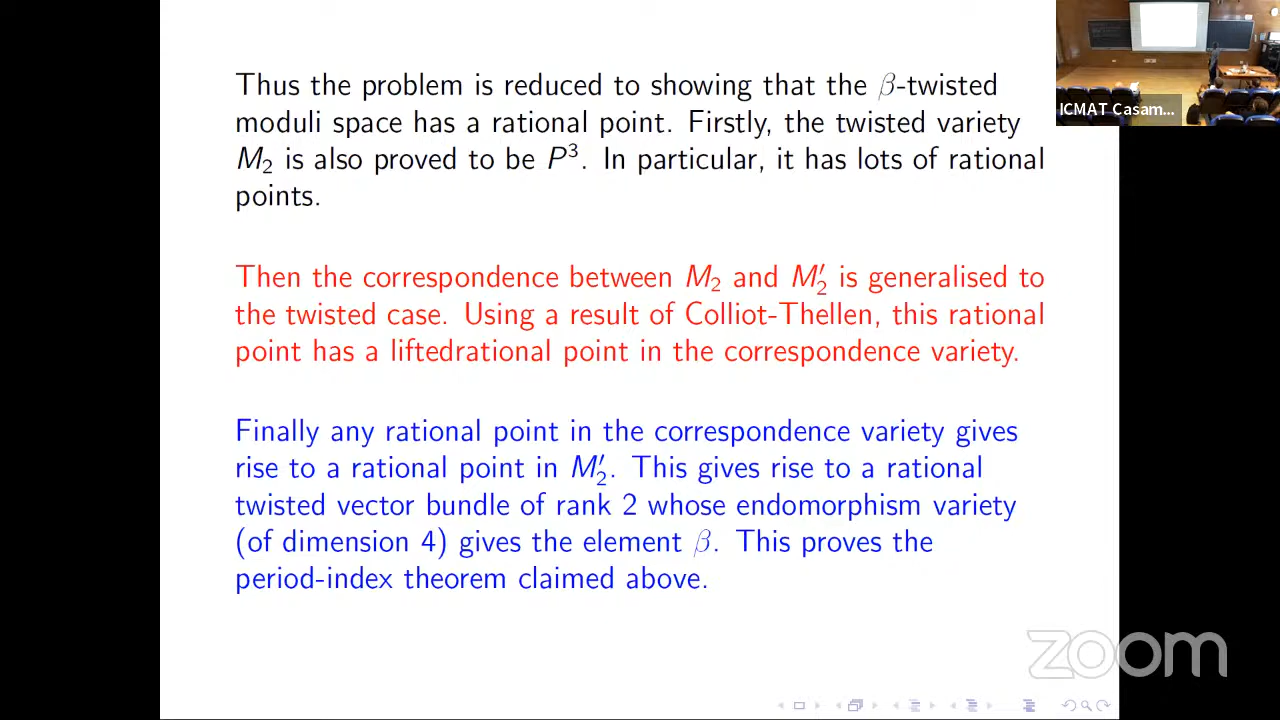 Thus the problem is reduced to showing that the β-twisted
moduli space has a rational point. Firstly, the twisted variety
M₂ is also proved to be P³. In particular, it has lots of rational
points.
Then the correspondence between M₂ and M′₂ is generalised to
the twisted case. Using a result of Colliot-Thellen, this rational
point has a liftedrational point in the correspondence variety.
Finally any rational point in the correspondence variety gives
rise to a rational point in M′₂. This gives rise to a rational
twisted vector bundle of rank 2 whose endomorphism variety
(of dimension 4) gives the element β. This proves the
period-index theorem claimed above.
ICMAT Casam...
zoom